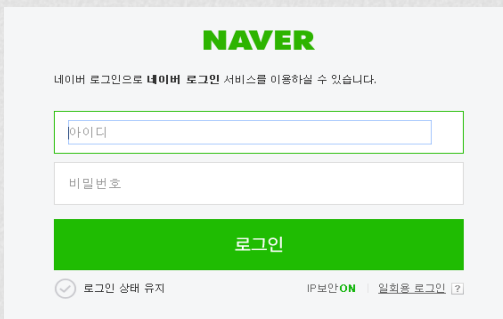 NAVER
네이버 로그인으로 네이버 로그인 서비스를 이용하실 수 있습니다.
아이디
비밀번호
로그인
로그인 상태 유지 IP보안ON 일회용 로그인 ?